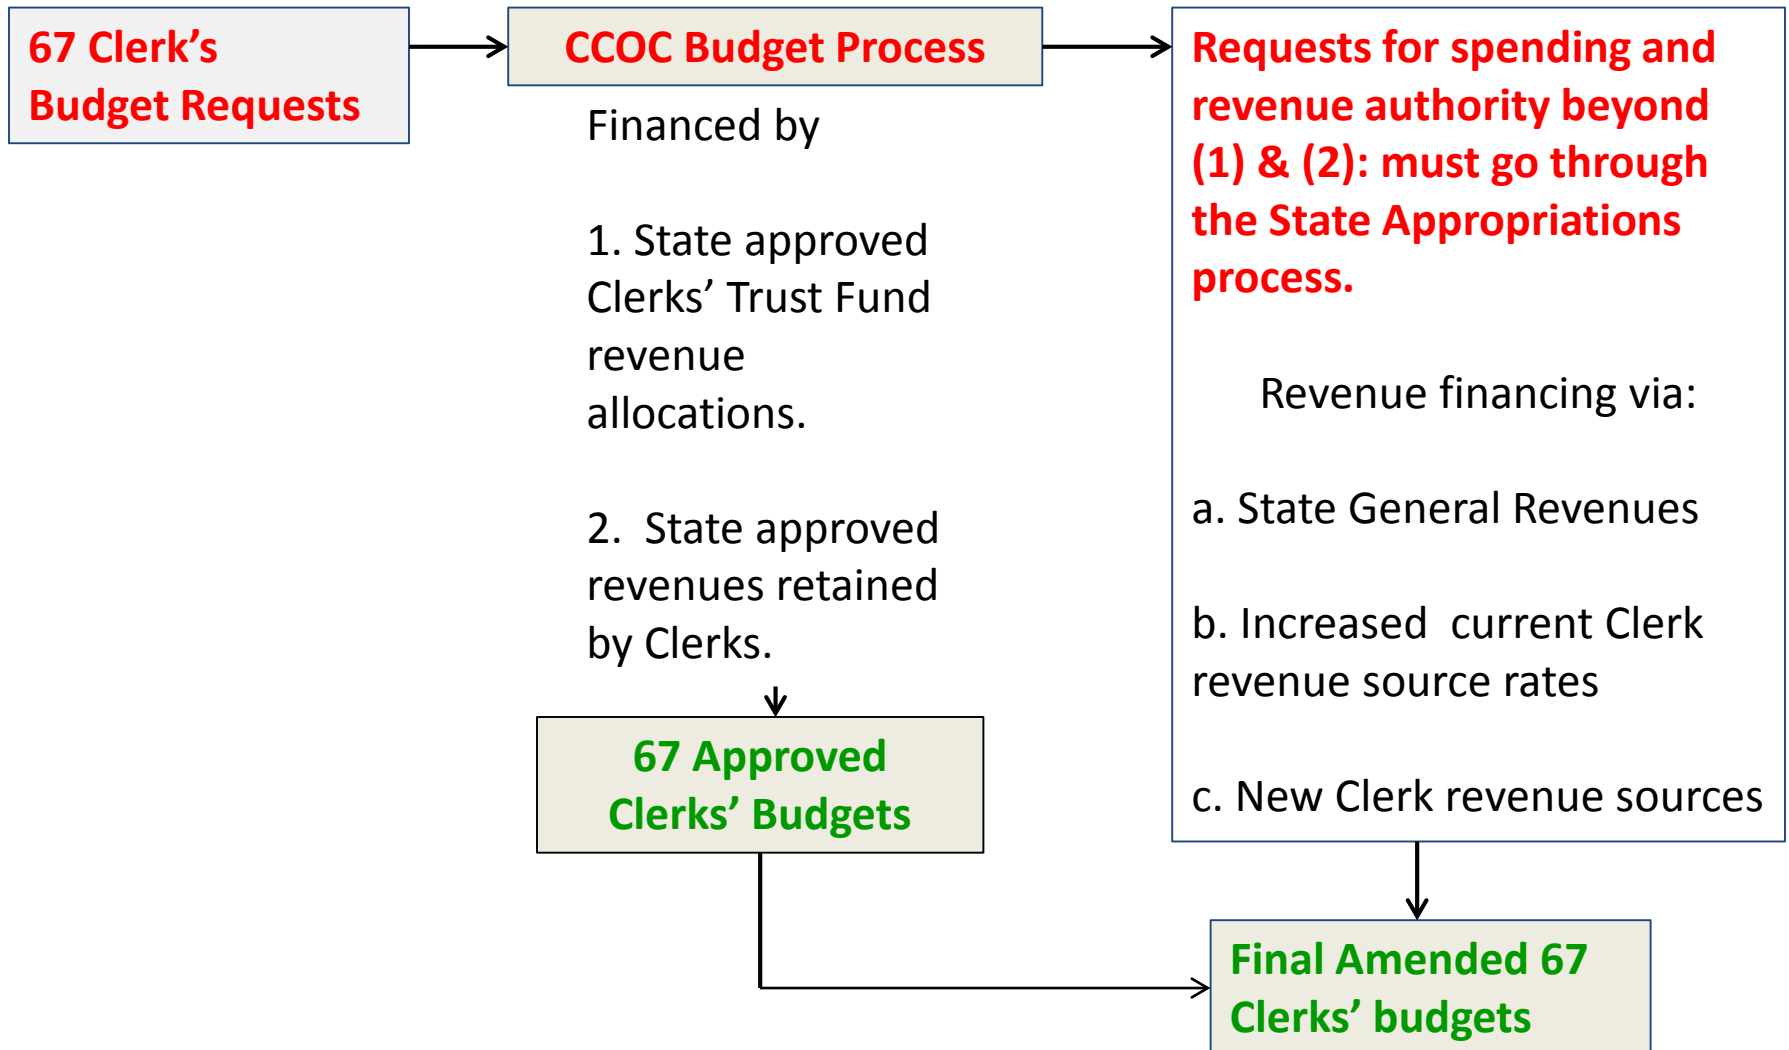 67 Clerk’s
Budget Requests
CCOC Budget Process
Financed by
1. State approved
Clerks’ Trust Fund
revenue
allocations.
2.  State approved
revenues retained
by Clerks.
67 Approved
Clerks’ Budgets
Requests for spending and
revenue authority beyond
(1) & (2): must go through
the State Appropriations
process.
Revenue financing via:
a. State General Revenues
b. Increased  current Clerk
revenue source rates
c. New Clerk revenue sources
Final Amended 67
Clerks’ budgets